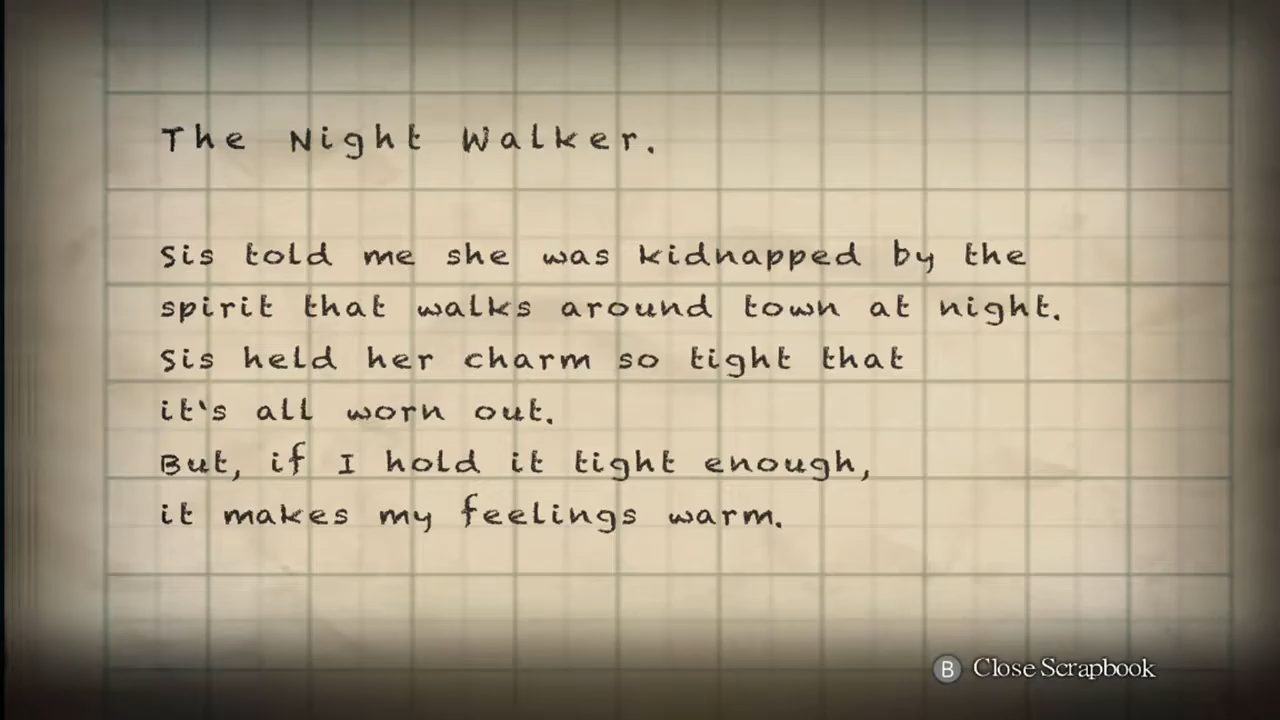 The Night Walker.
Sis told me she was kidnapped by the
spirit that walks around town at night.
Sis held her charm so tight that
it's all worn out.
But, if I hold it tight enough,
it makes my feelings warm.
B Close Scrapbook